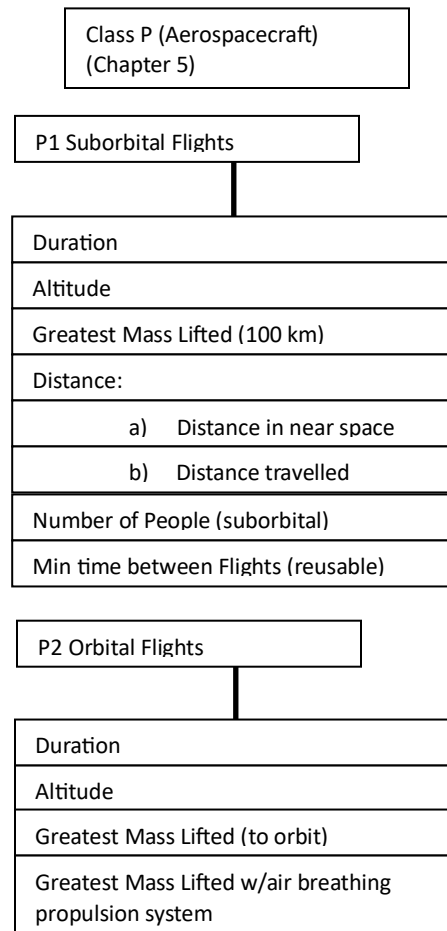 Class P (Aerospacecraft)
(Chapter 5)
P1 Suborbital Flights
Duration
Altitude
Greatest Mass Lifted (100 km)
Distance:
a) Distance in near space
b) Distance travelled
Number of People (suborbital)
Min time between Flights (reusable)
P2 Orbital Flights
Duration
Altitude
Greatest Mass Lifted (to orbit)
Greatest Mass Lifted w/air breathing
propulsion system